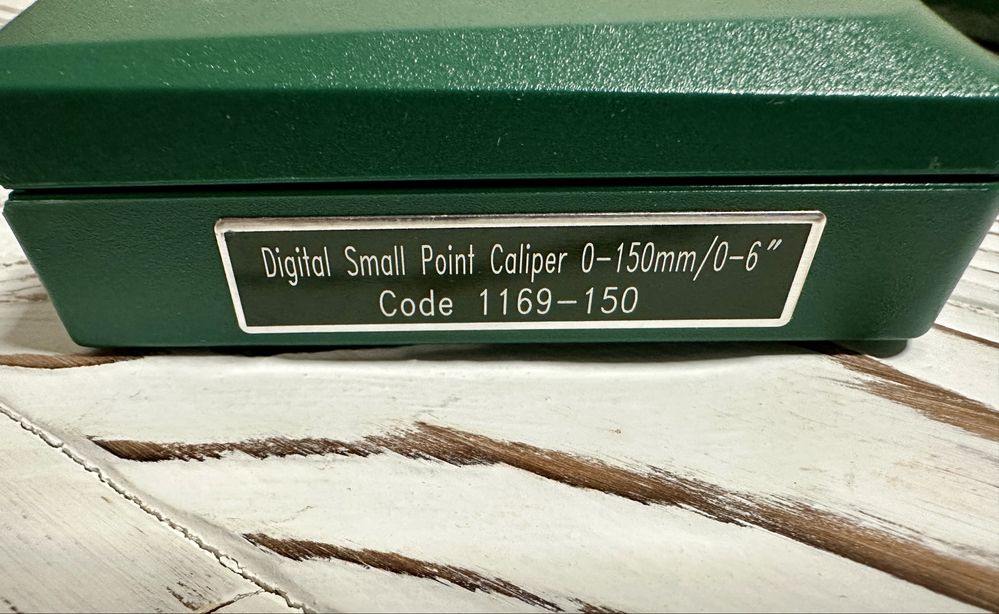 Digital Small Point Caliper 0-150mm/0-6"
Code 1169-150